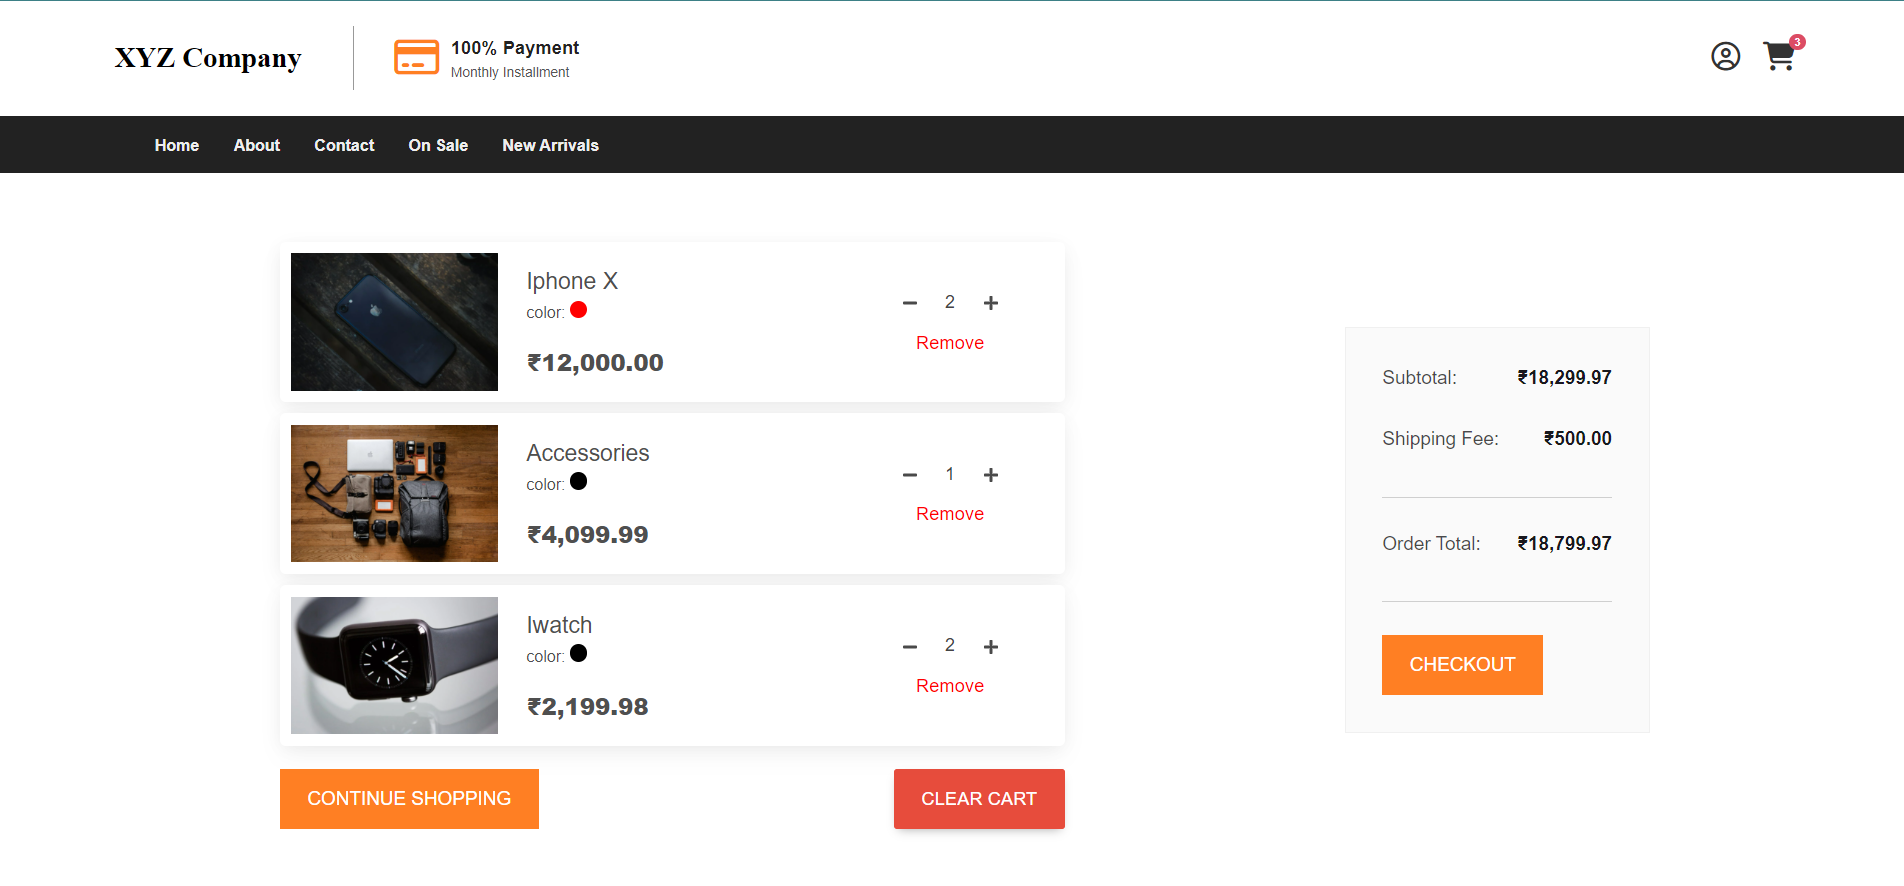 XYZ Company
100% Payment
Monthly Installment
3
Home About Contact On Sale New Arrivals
Iphone X
color:
₹12,000.00
2
Remove
Accessories
color:
₹4,099.99
1
Remove
Iwatch
color:
₹2,199.98
2
Remove
CONTINUE SHOPPING
CLEAR CART
Subtotal: ₹18,299.97
Shipping Fee: ₹500.00
Order Total: ₹18,799.97
CHECKOUT